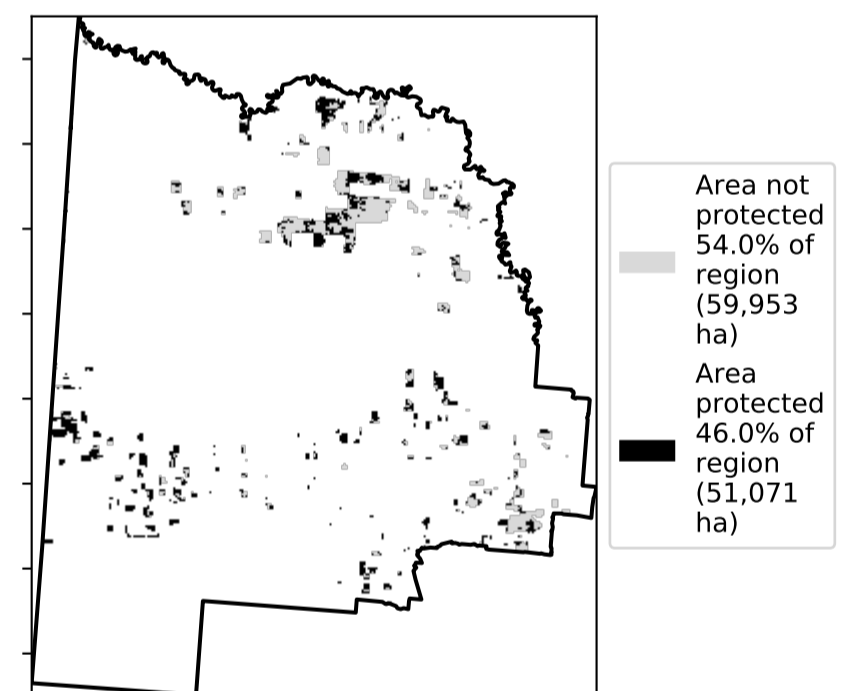 Area not
protected
54.0% of
region
(59,953
ha)
Area
protected
46.0% of
region
(51,071
ha)